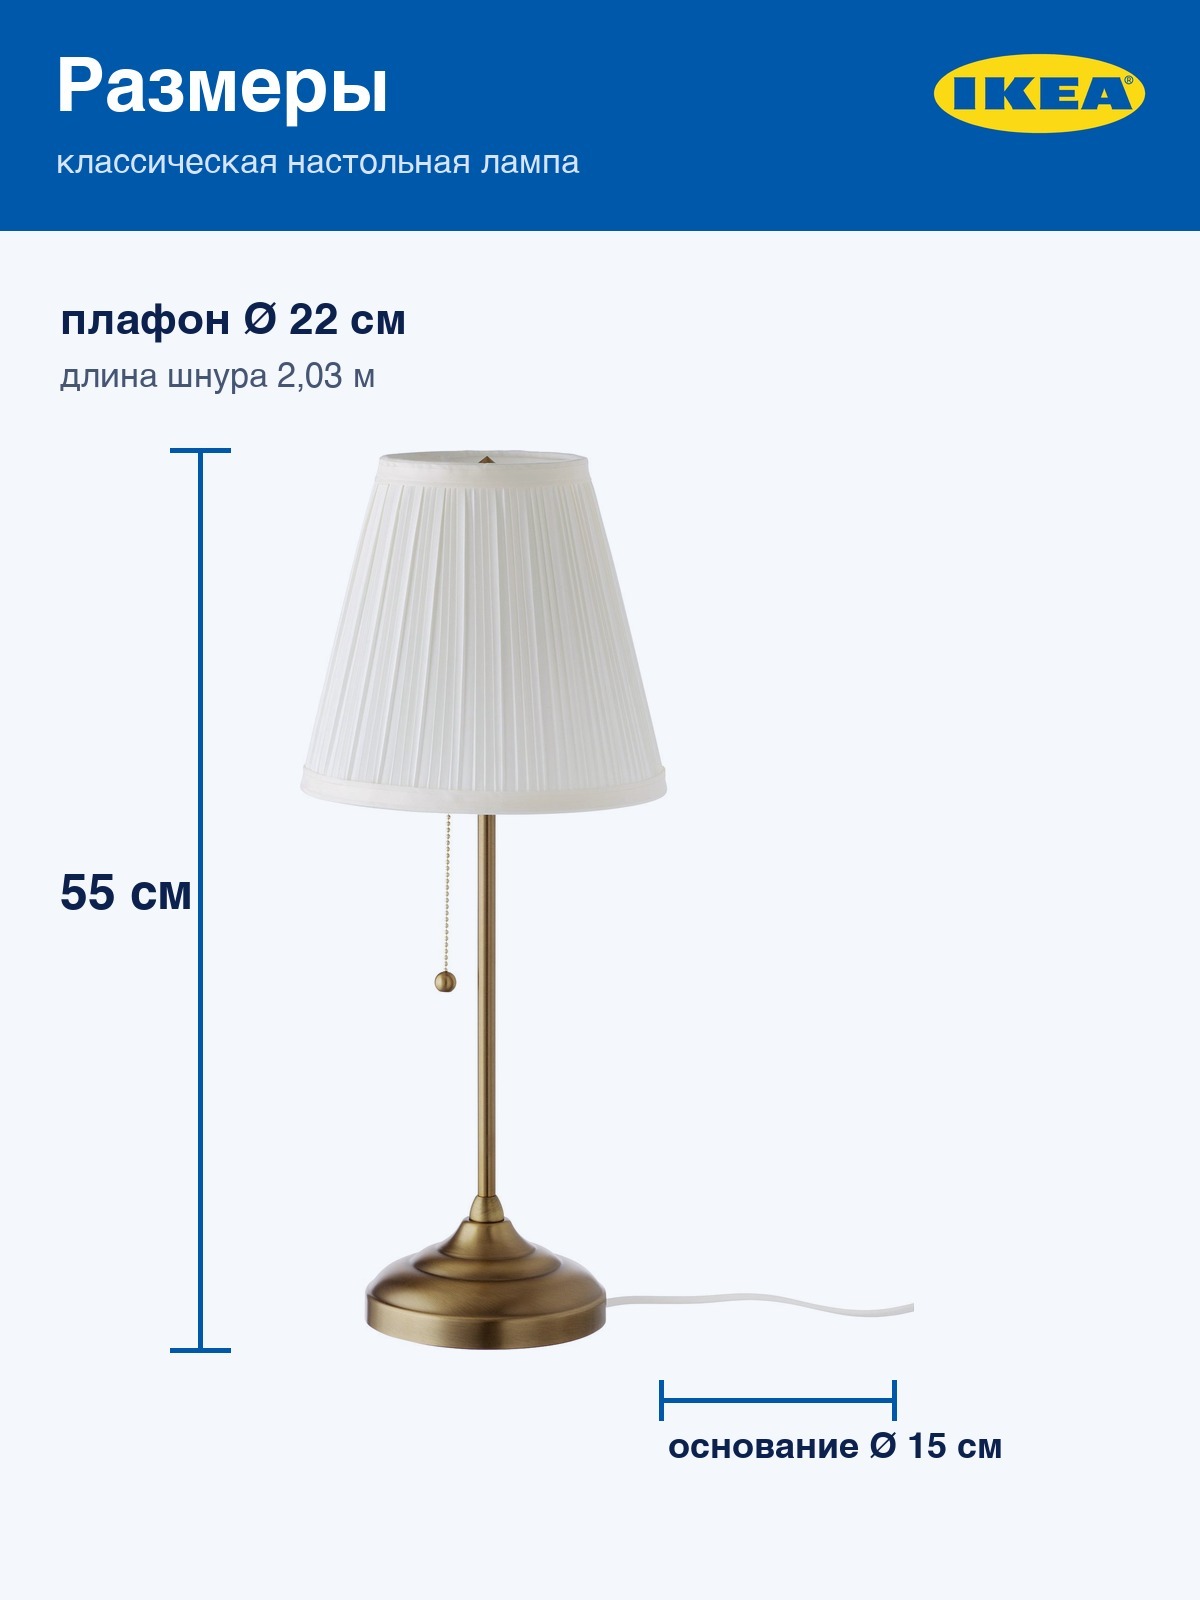 Размеры
IKEA®
классическая настольная лампа
плафон Ø 22 см
длина шнура 2,03 м
55 см
основание Ø 15 см